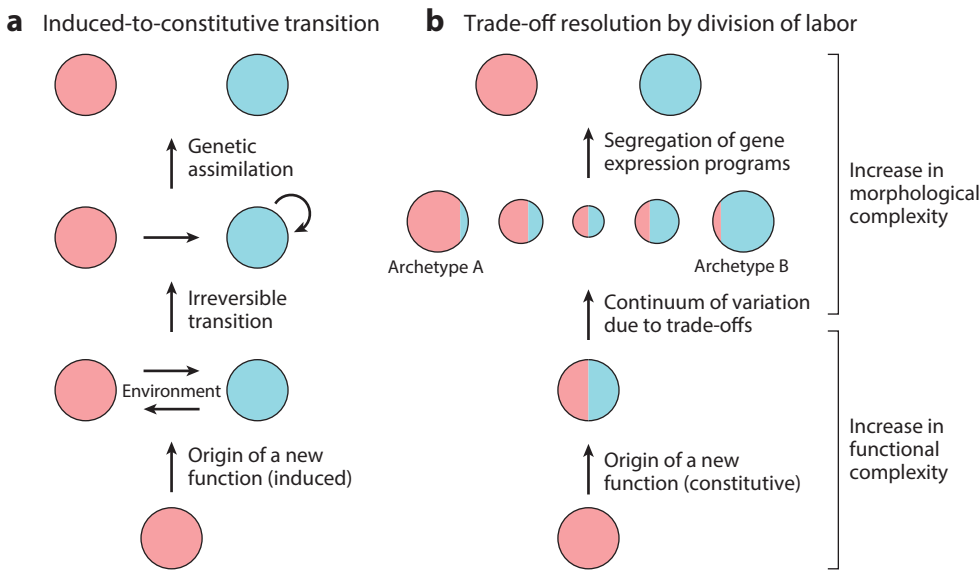 a Induced-to-constitutive transition
Genetic
assimilation
Irreversible
transition
Environment
Origin of a new
function (induced)
b Trade-off resolution by division of labor
Segregation of gene
expression programs
Archetype A
Archetype B
Continuum of variation
due to trade-offs
Origin of a new
function (constitutive)
Increase in
morphological
complexity
Increase in
functional
complexity